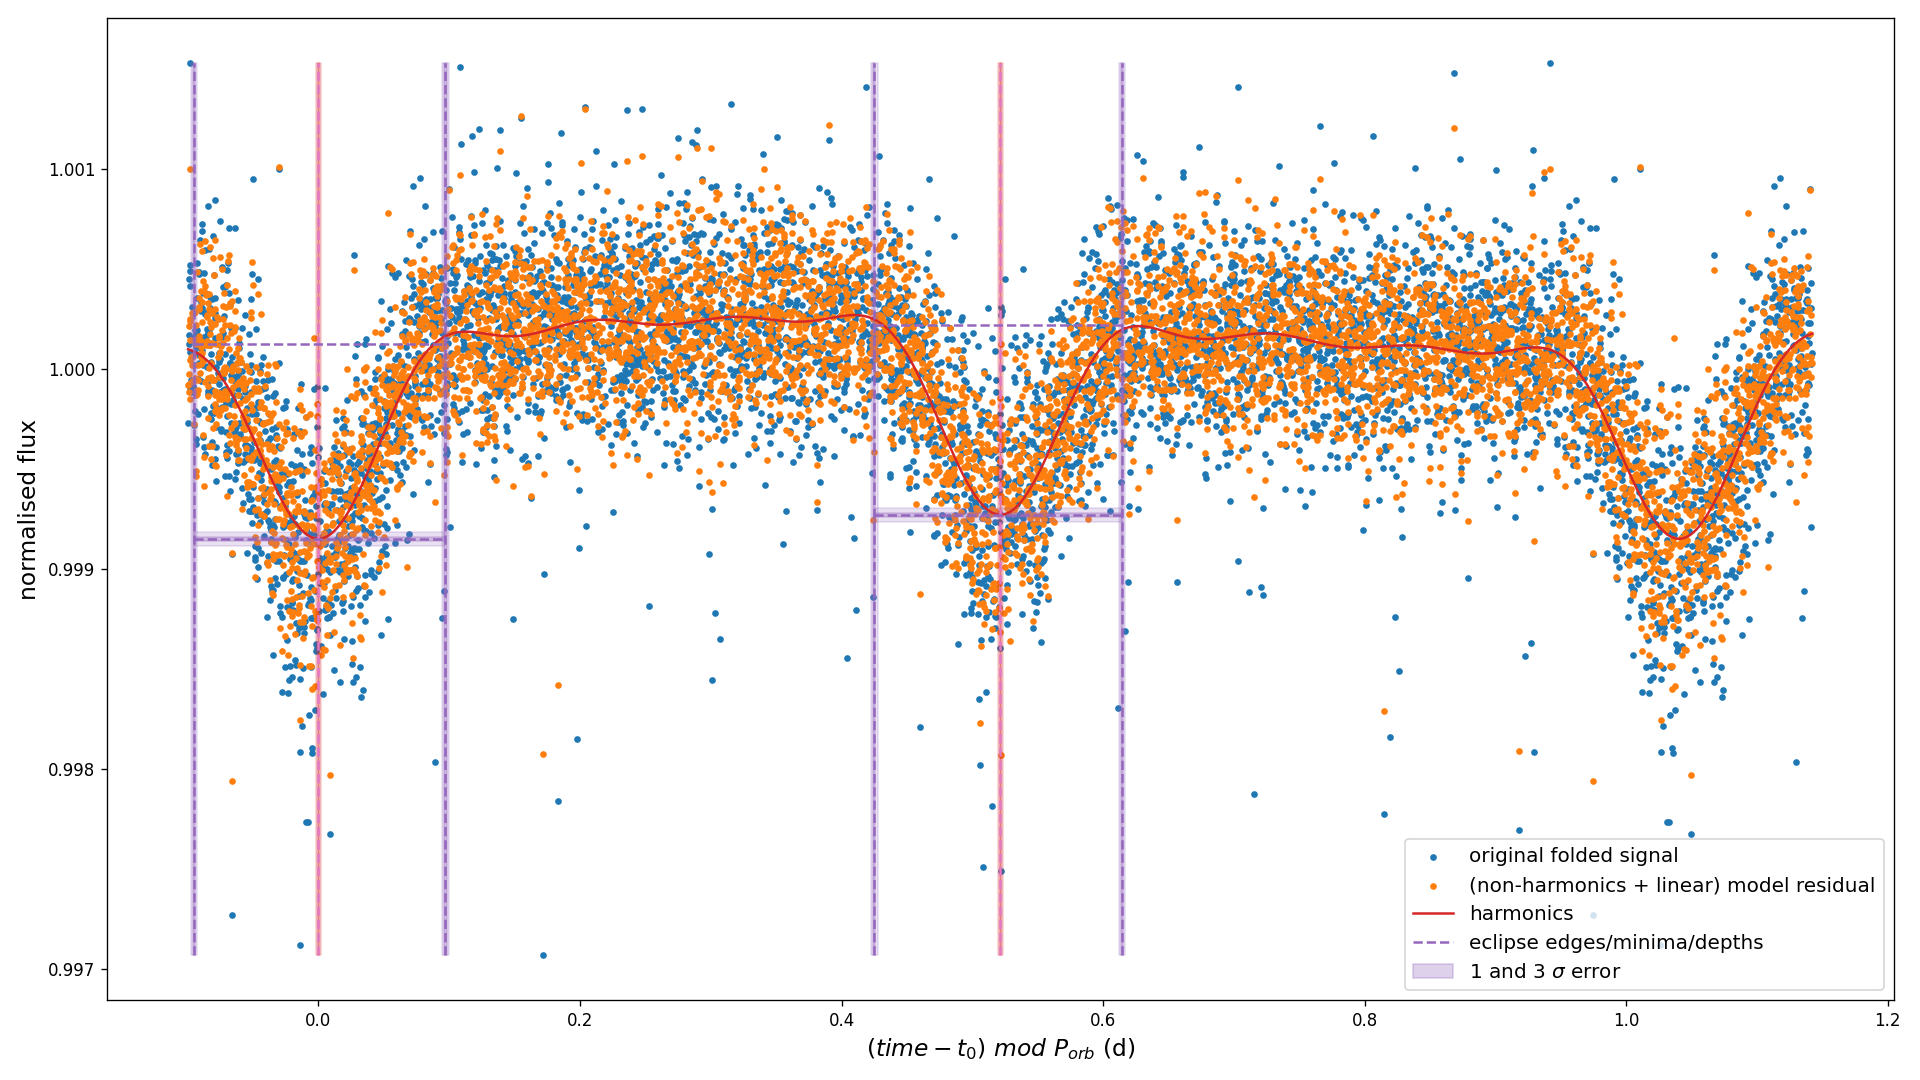 normalised flux
1.001
1.000
0.999
0.998
0.997
0.0
0.2
0.4
0.6
0.8
1.0
1.2
(time − t₀) mod Pₒᵣb (d)
original folded signal
(non-harmonics + linear) model residual
harmonics
eclipse edges/minima/depths
1 and 3 σ error